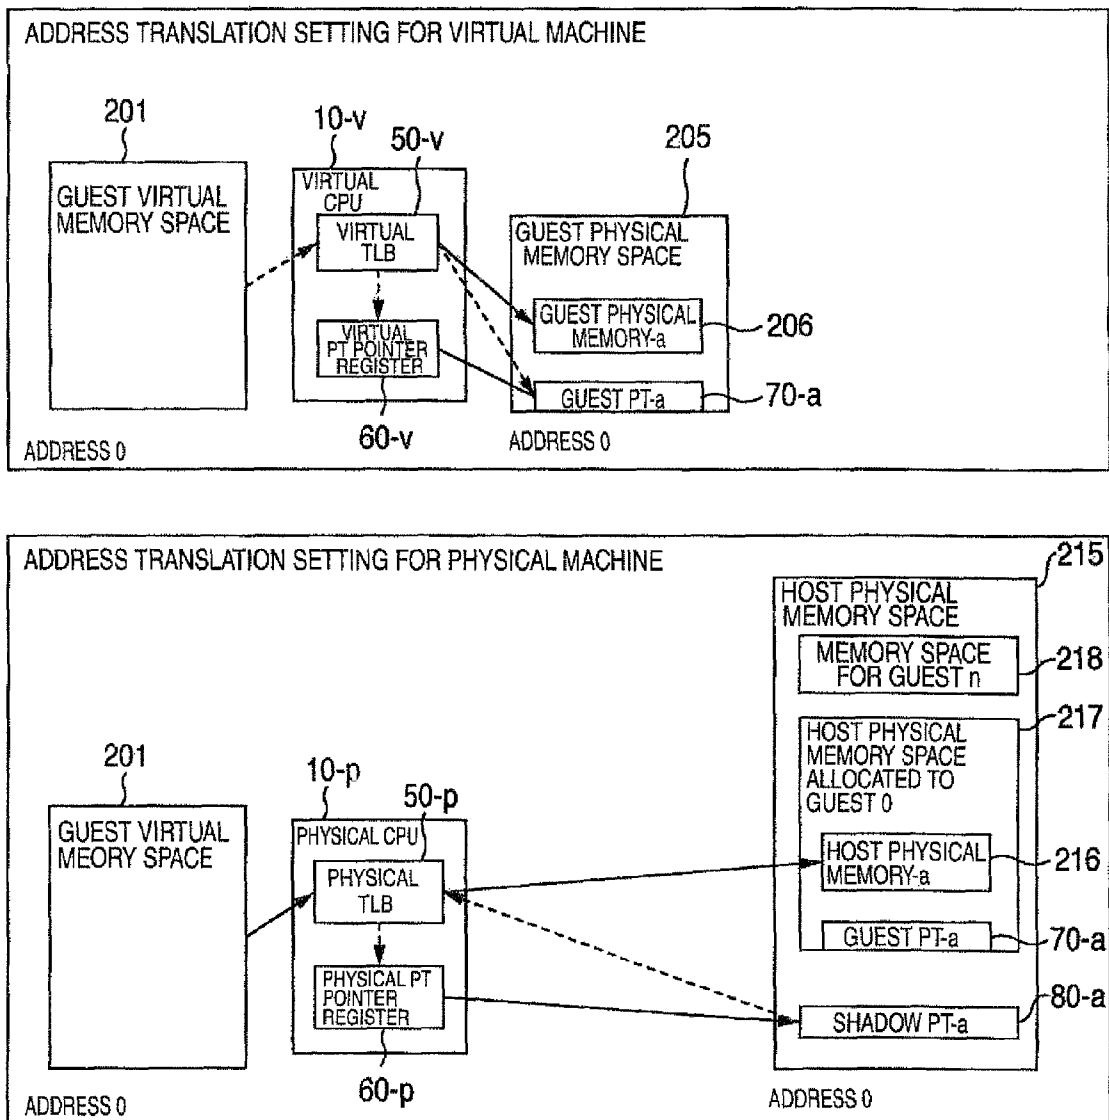 ADDRESS TRANSLATION SETTING FOR VIRTUAL MACHINE
201
10-v
50-v
205
GUEST VIRTUAL
MEMORY SPACE
VIRTUAL
CPU
VIRTUAL
TLB
VIRTUAL
PT POINTER
REGISTER
60-v
GUEST PHYSICAL
MEMORY SPACE
GUEST PHYSICAL
MEMORY-a
206
GUEST PT-a
70-a
ADDRESS 0
ADDRESS 0
ADDRESS TRANSLATION SETTING FOR PHYSICAL MACHINE
215
HOST PHYSICAL
MEMORY SPACE
MEMORY SPACE
FOR GUEST n
218
217
HOST PHYSICAL
MEMORY SPACE
ALLOCATED TO
GUEST 0
201
10-p
50-p
GUEST VIRTUAL
MEORY SPACE
PHYSICAL CPU
PHYSICAL
TLB
HOST PHYSICAL
MEMORY-a
216
GUEST PT-a
70-a
PHYSICAL PT
POINTER
REGISTER
60-p
SHADOW PT-a
80-a
ADDRESS 0
ADDRESS 0